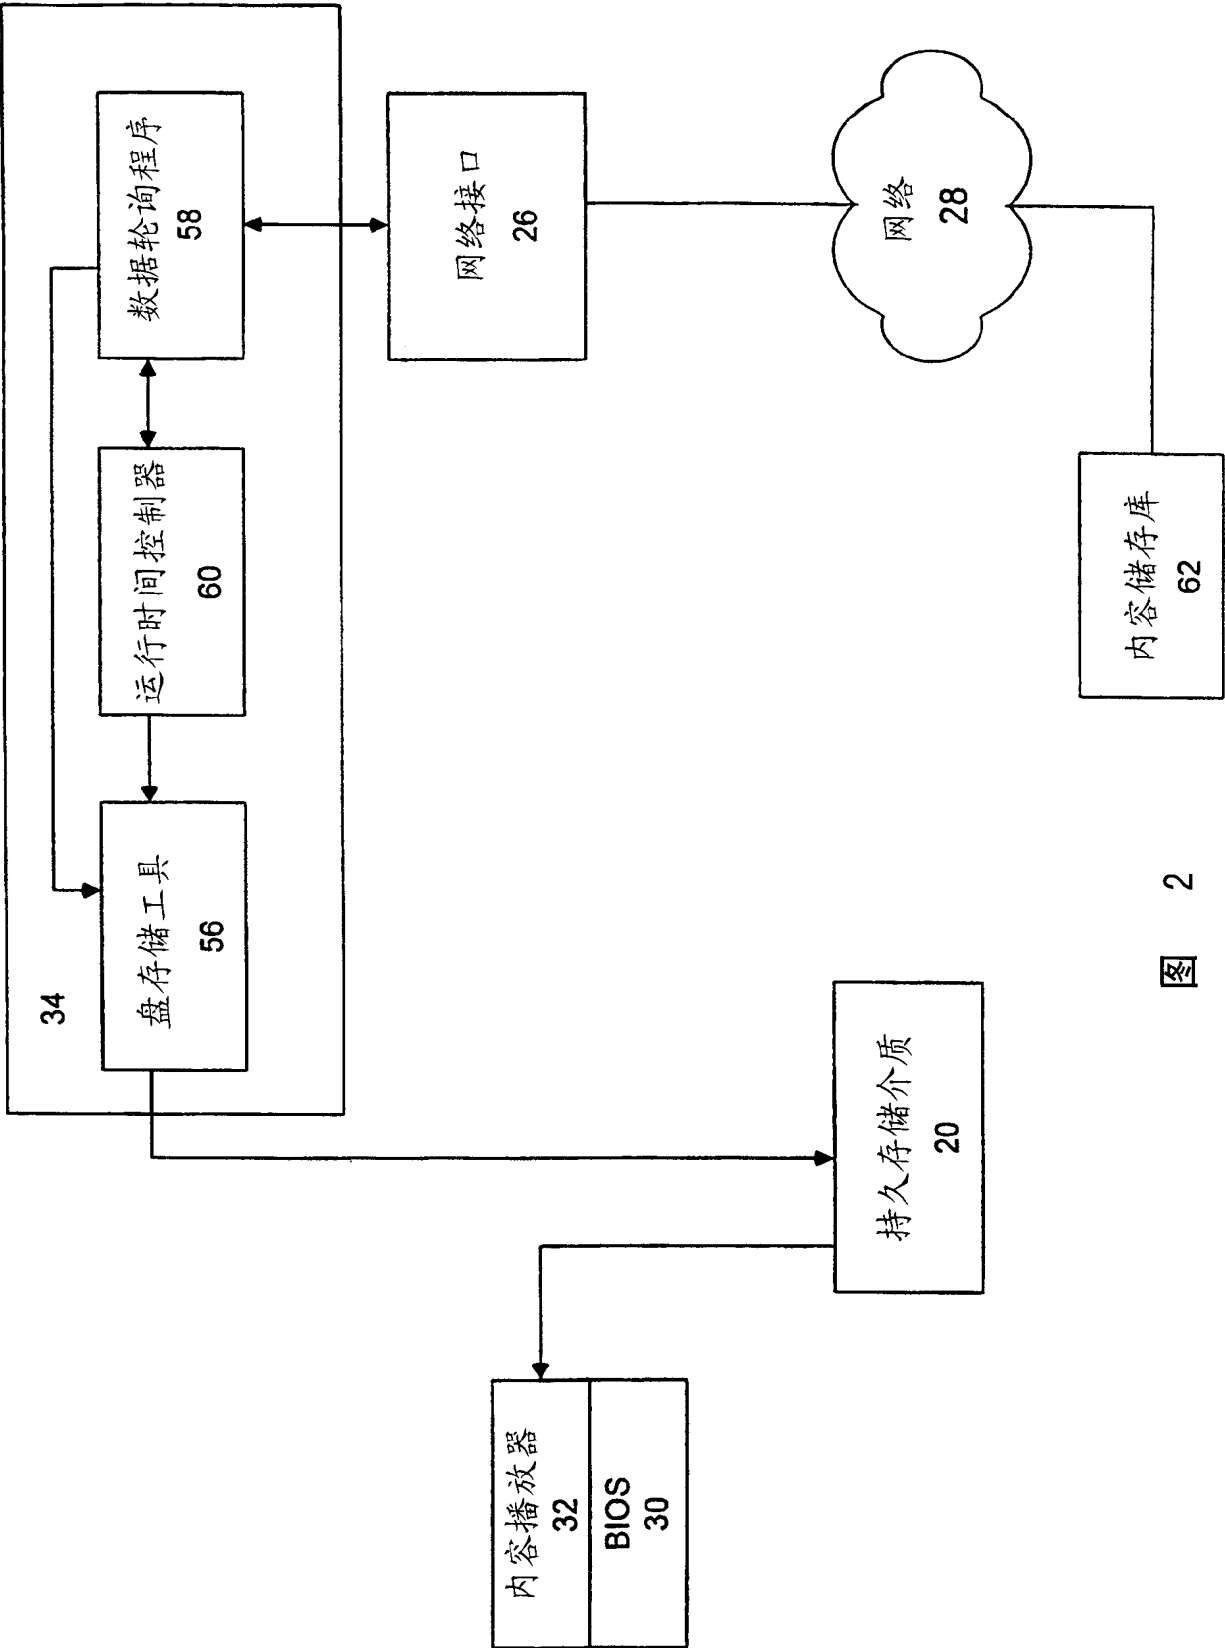 34
盘存储工具
56
运行时间控制器
60
数据轮询程序
58
网络接口
26
网络
28
内容储存库
62
持久存储介质
20
内容播放器
32
BIOS
30
图 2